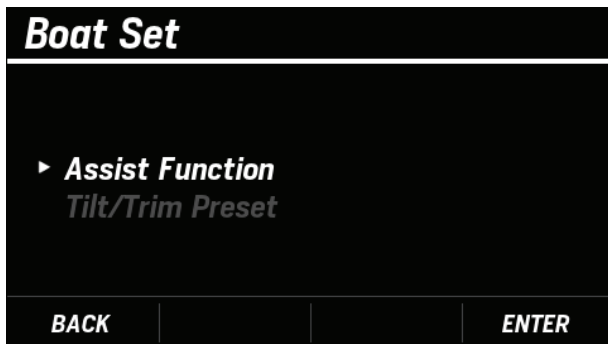 Boat Set
Assist Function
Tilt/Trim Preset
BACK
ENTER